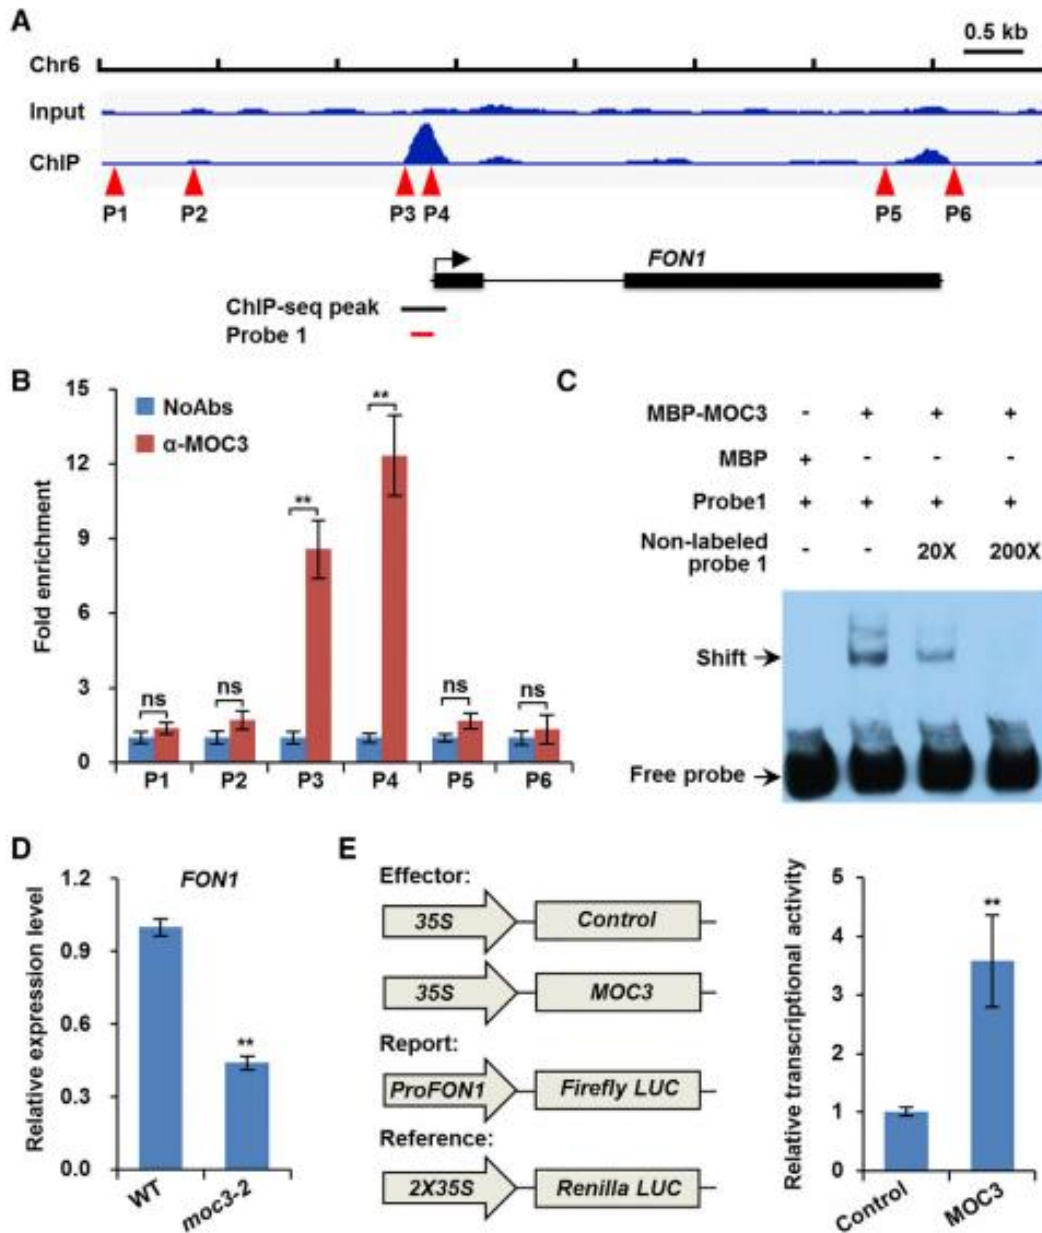 A
0.5 kb
Chr6
Input
ChIP
P1 P2 P3 P4 P5 P6
FON1
ChIP-seq peak
Probe 1
B
15
12
9
6
3
0
Fold enrichment
NoAbs
α-MOC3
ns ns ** ** ns ns
P1 P2 P3 P4 P5 P6
C
MBP-MOC3 - + + +
MBP + - - -
Probe1 + + + +
Non-labeled
probe 1 - - 20X 200X
Shift
Free probe
D
FON1
Relative expression level
1.2
0.9
0.6
0.3
0.0
**
WT moc3-2
E
Effector:
35S Control
35S MOC3
Report:
ProFON1 Firefly LUC
Reference:
2X35S Renilla LUC
Relative transcriptional activity
5
4
3
2
1
0
**
Control MOC3